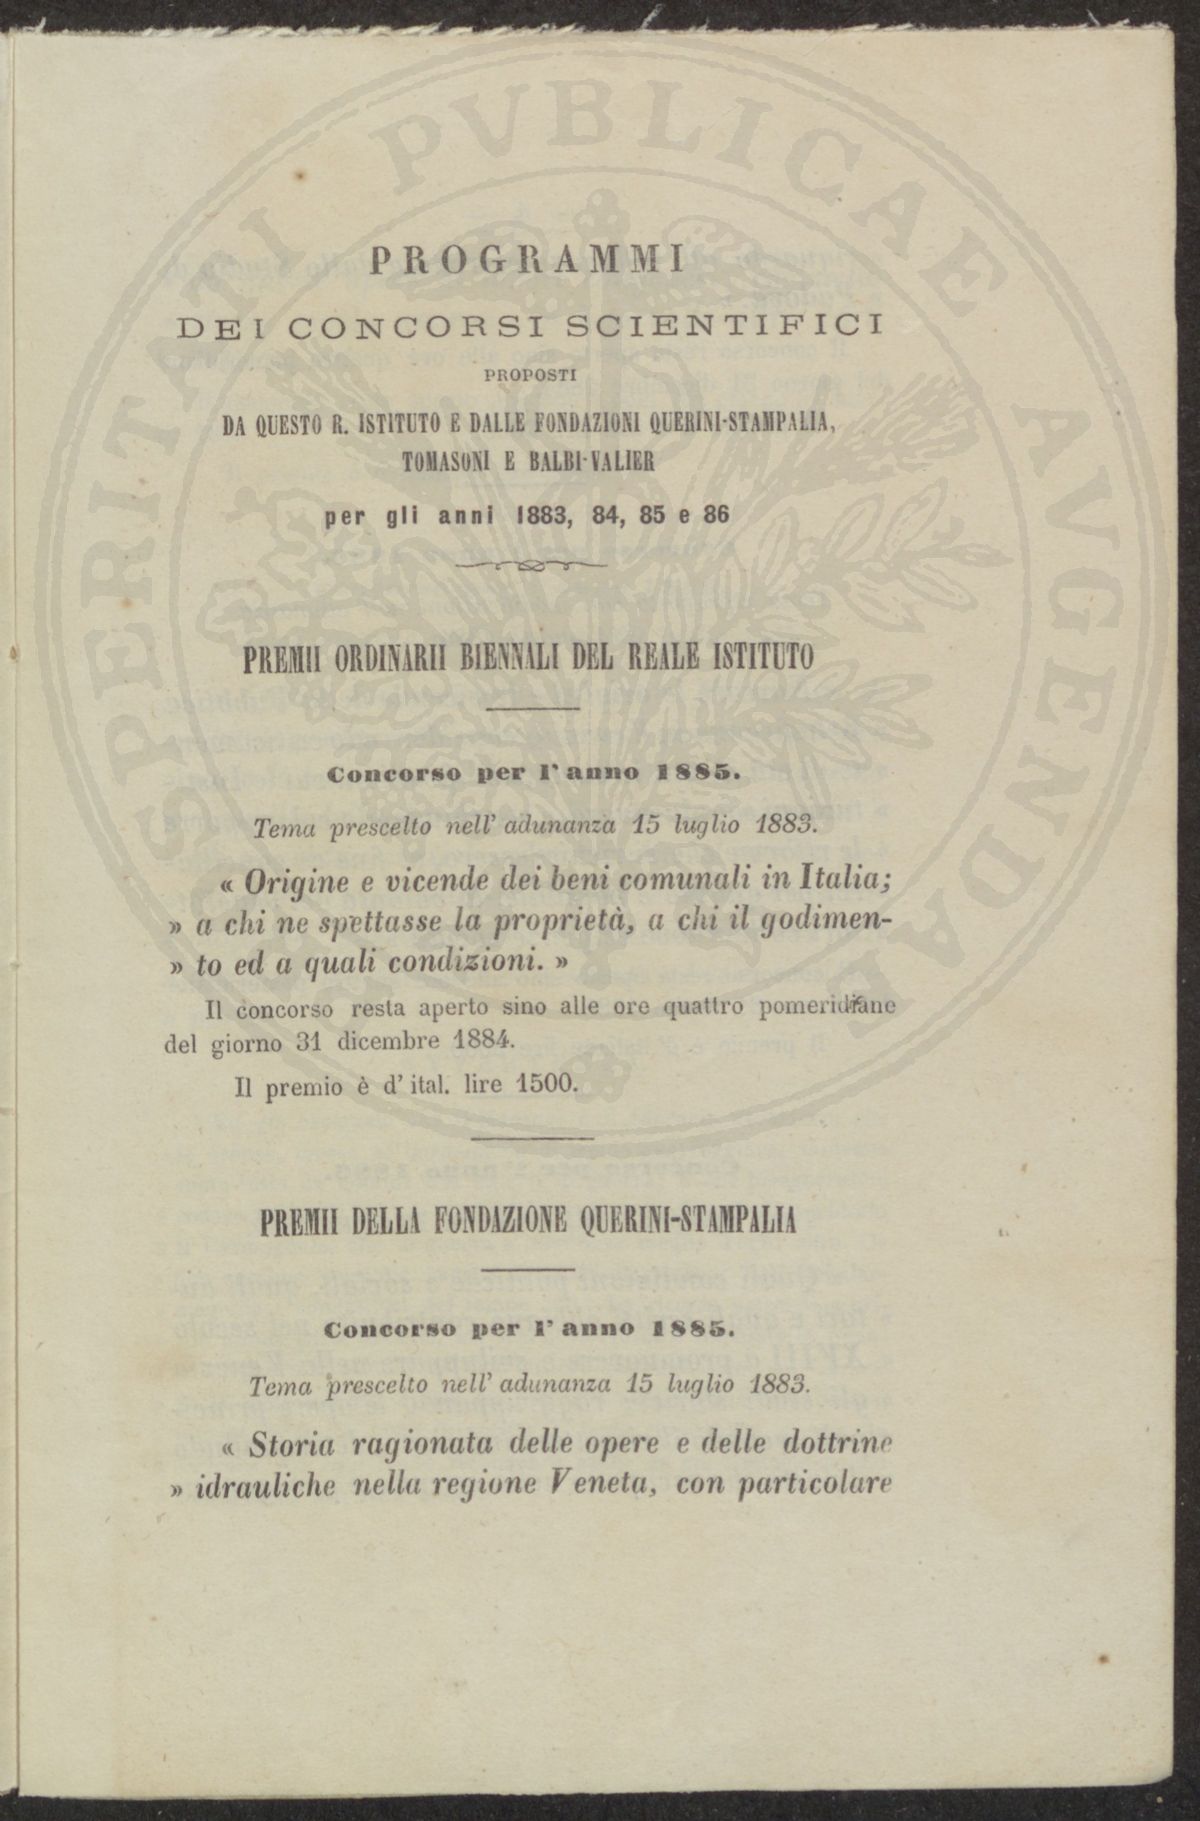 PROGRAMMI
DEI CONCORSI SCIENTIFICI
PROPOSTI
DA QUESTO R. ISTITUTO E DALLE FONDAZIONI QUERINI-STAMPALIA,
TOMASONI E BALBI-VALIER
per gli anni 1883, 84, 85 e 86
PREMII ORDINARII BIENNALI DEL REALE ISTITUTO
Concorso per l' anno 1885.
Tema prescelto nell' adunanza 15 luglio 1883.
« Origine e vicende dei beni comunali in Italia;
» a chi ne spettasse la proprietà, a chi il godimen-
» to ed a quali condizioni. »
Il concorso resta aperto sino alle ore quattro pomeridiane
del giorno 31 dicembre 1884.
Il premio è d' ital. lire 1500.
PREMII DELLA FONDAZIONE QUERINI-STAMPALIA
Concorso per l' anno 1885.
Tema prescelto nell' adunanza 15 luglio 1883.
« Storia ragionata delle opere e delle dottrine
» idrauliche nella regione Veneta, con particolare
PROSPERITATI PVBLICAE AVGENDAE